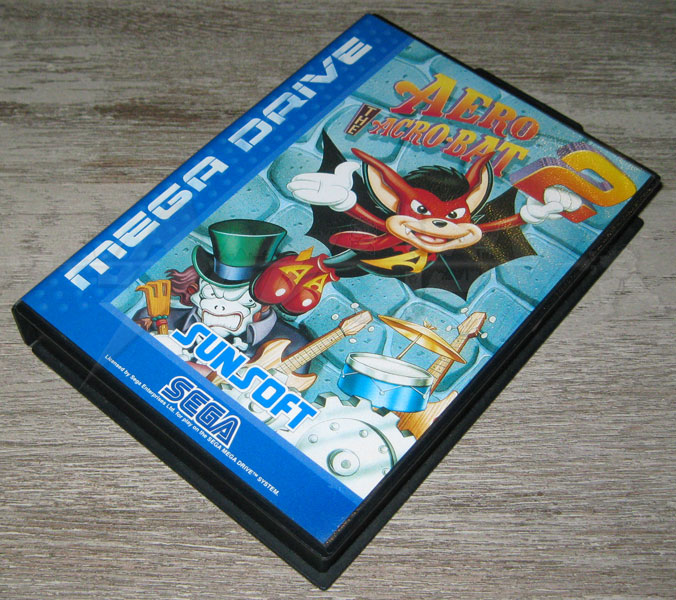 MEGA DRIVE
AERO
THE
ACRO-BAT
2
A
A A
SUNSOFT
SEGA
Licensed by Sega Enterprises Ltd. for play on the SEGA MEGA DRIVE™ SYSTEM.